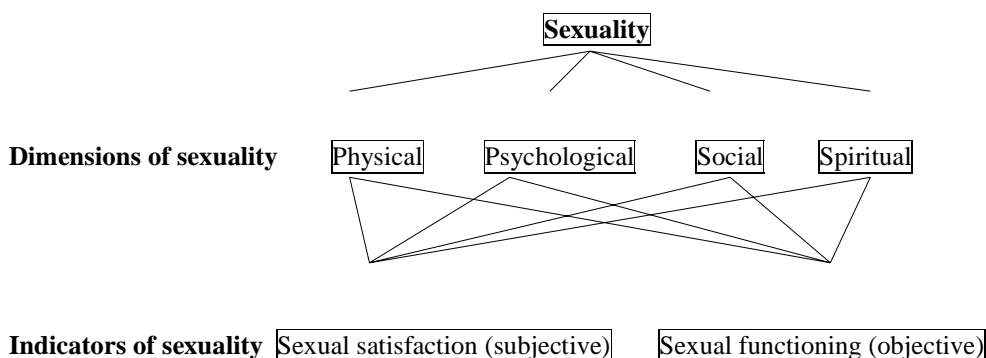 Sexuality
Dimensions of sexuality Physical Psychological Social Spiritual
Indicators of sexuality Sexual satisfaction (subjective) Sexual functioning (objective)